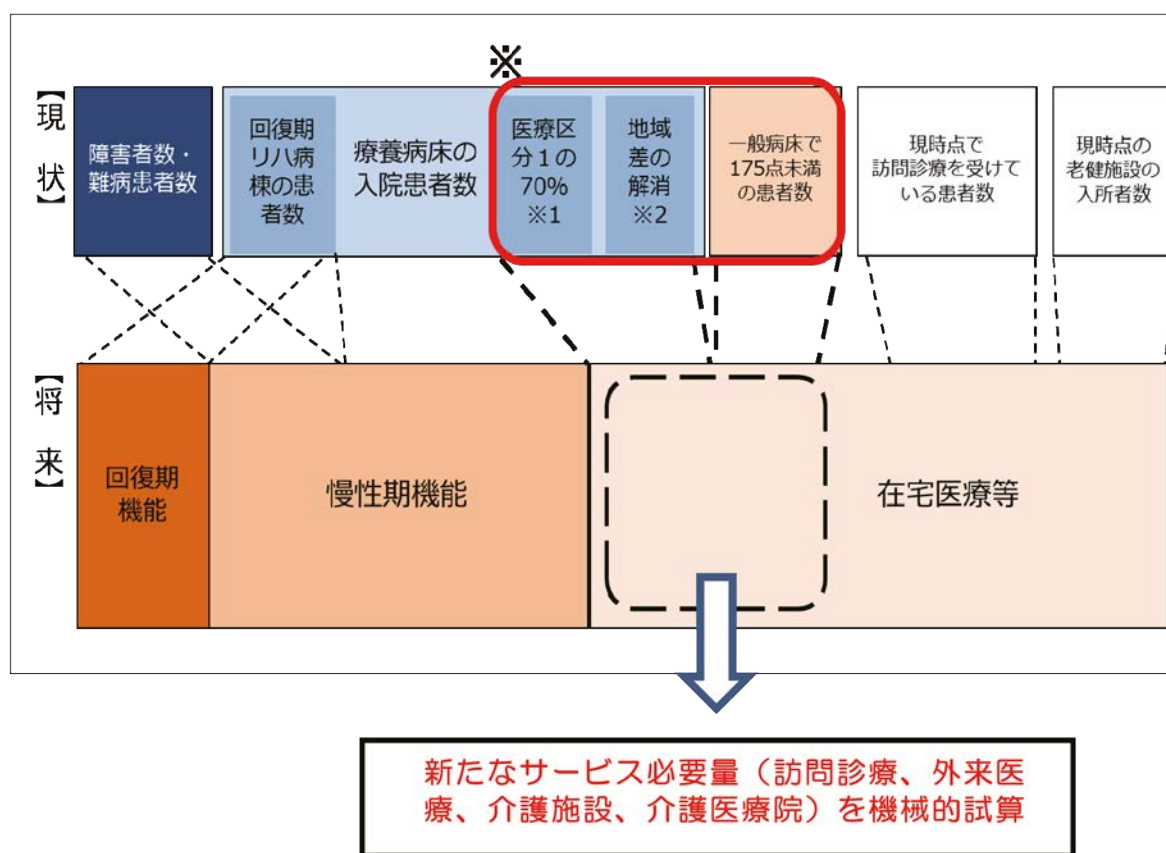 ※
【現状】
障害者数・
難病患者数
回復期
リハ病
棟の患
者数
療養病床の
入院患者数
医療区
分1の
70%
※1
地域
差の
解消
※2
一般病床で
175点未満
の患者数
現時点で
訪問診療を受けて
いる患者数
現時点の
老健施設の
入所者数
【将来】
回復期
機能
慢性期機能
在宅医療等
新たなサービス必要量（訪問診療、外来医
療、介護施設、介護医療院）を機械的試算